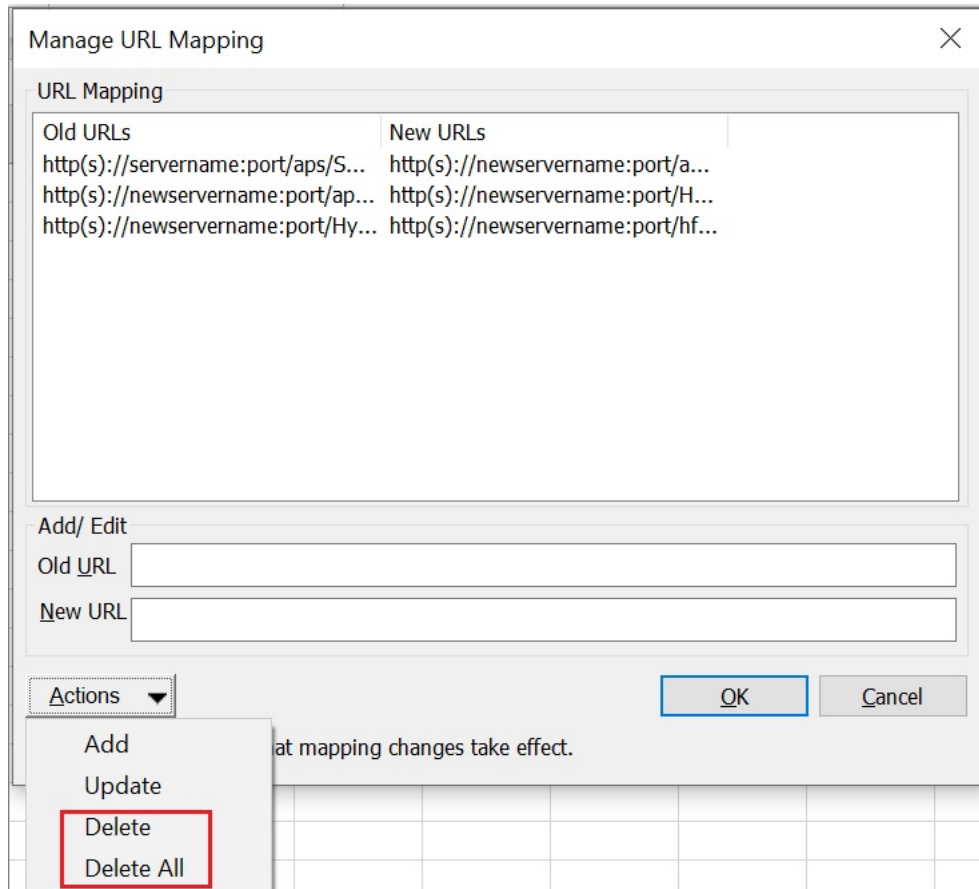 Manage URL Mapping
URL Mapping
Old URLs New URLs
http(s)://servername:port/aps/S... http(s)://newservername:port/a...
http(s)://newservername:port/ap... http(s)://newservername:port/H...
http(s)://newservername:port/Hy... http(s)://newservername:port/hf...
Add/ Edit
Old URL
New URL
Actions OK Cancel
at mapping changes take effect.
Add
Update
Delete
Delete All